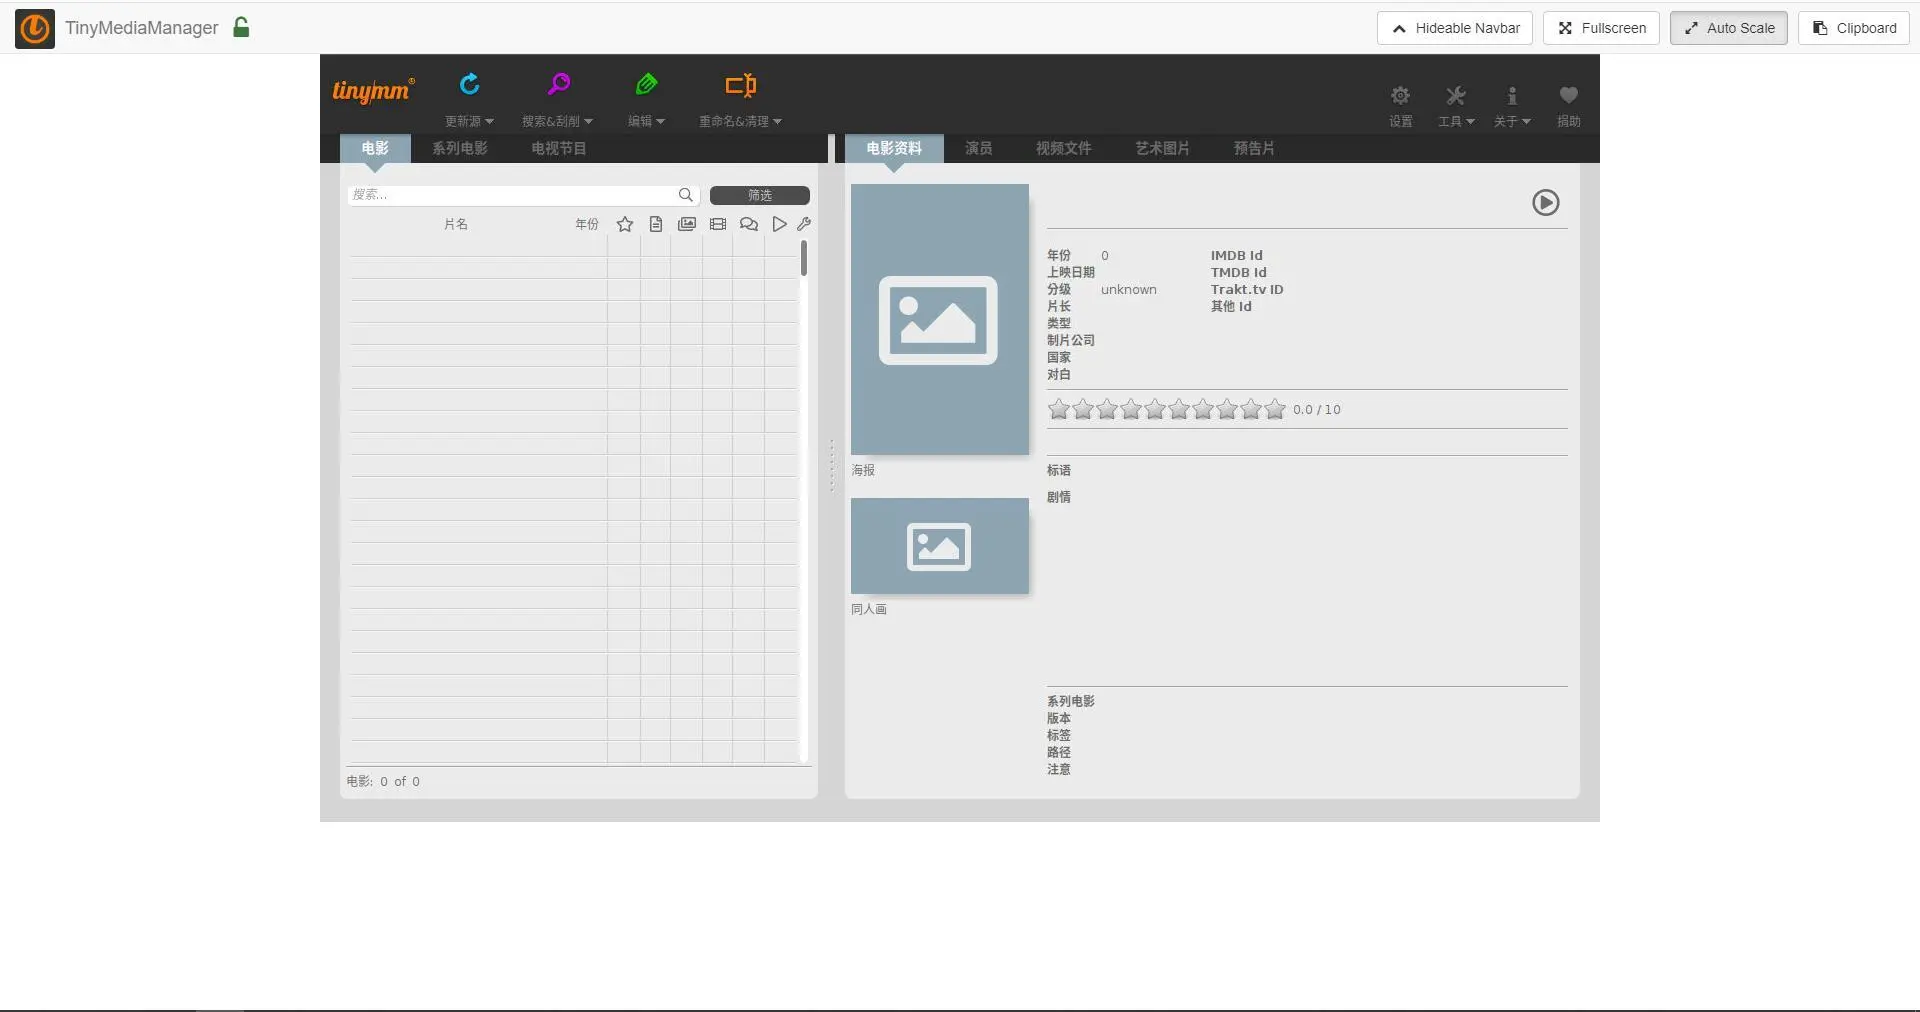 TinyMediaManager
Hideable Navbar
Fullscreen
Auto Scale
Clipboard
tinymm®
更新源
搜索&刮削
编辑
重命名&清理
设置
工具
关于
捐助
电影
系列电影
电视节目
电影资料
演员
视频文件
艺术图片
预告片
搜索...
筛选
片名
年份
年份 0
上映日期
分级 unknown
片长
类型
制片公司
国家
对白
IMDB Id
TMDB Id
Trakt.tv ID
其他 Id
0.0 / 10
海报
标语
剧情
同人画
系列电影
版本
标签
路径
注意
电影: 0 of 0